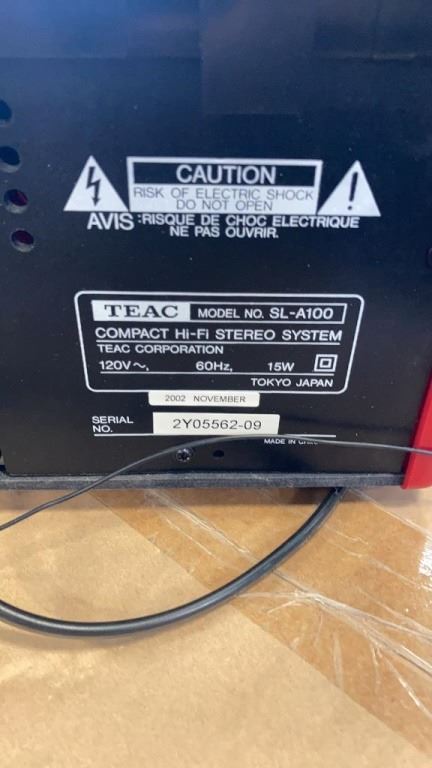 CAUTION
RISK OF ELECTRIC SHOCK
DO NOT OPEN
AVIS :RISQUE DE CHOC ELECTRIQUE
NE PAS OUVRIR.
TEAC MODEL NO. SL-A100
COMPACT Hi-Fi STEREO SYSTEM
TEAC CORPORATION
120V~, 60Hz, 15W
TOKYO JAPAN
2002 NOVEMBER
SERIAL NO. 2Y05562-09
MADE IN